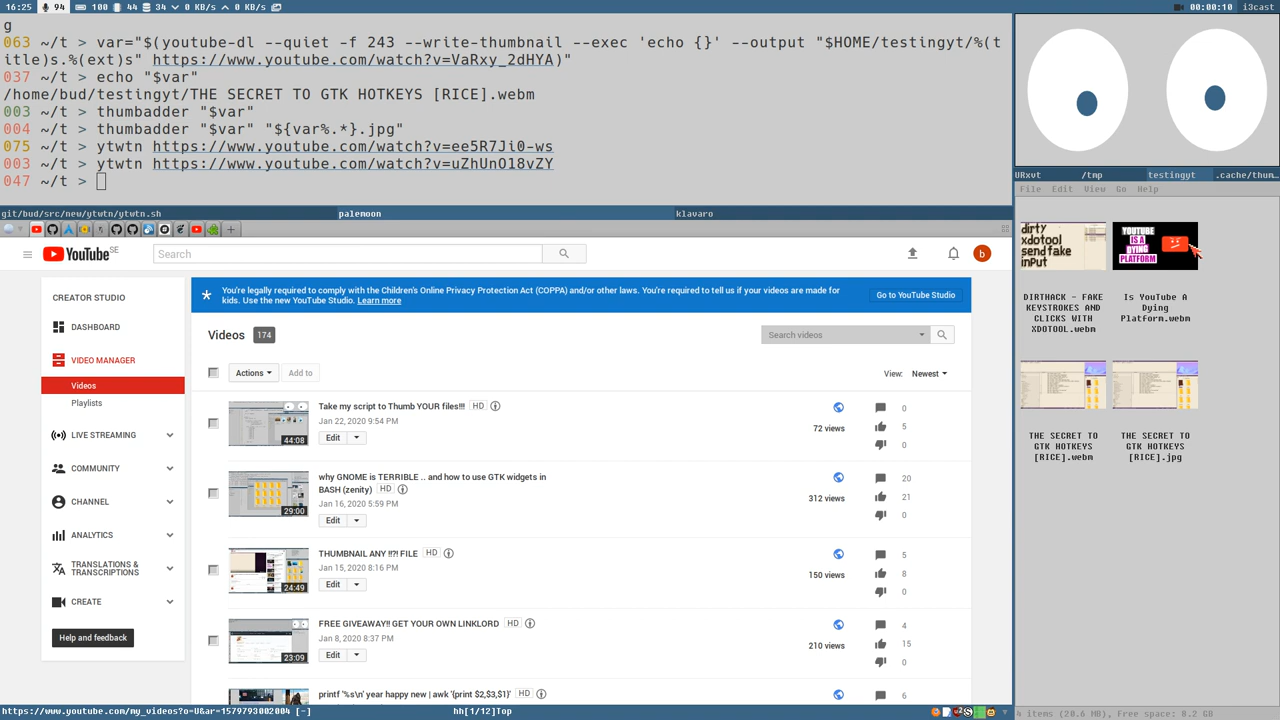 16:25 94 100 44 34 0 KB/s 0 KB/s 00:00:10 i3cast
g
063 ~/t > var="$(youtube-dl --quiet -f 243 --write-thumbnail --exec 'echo {}' --output "$HOME/testingyt/%(t
itle)s.%(ext)s" https://www.youtube.com/watch?v=VaRxy_2dHYA)"
037 ~/t > echo "$var"
/home/bud/testingyt/THE SECRET TO GTK HOTKEYS [RICE].webm
003 ~/t > thumbadder "$var"
004 ~/t > thumbadder "$var" "${var%.*}.jpg"
075 ~/t > ytwtn https://www.youtube.com/watch?v=ee5R7Ji0-ws
003 ~/t > ytwtn https://www.youtube.com/watch?v=uZhUnO18vZY
047 ~/t >
git/bud/src/new/ytwtn/ytwtn.sh palemoon klavaro
YouTube SE
Search
b
CREATOR STUDIO
DASHBOARD
VIDEO MANAGER
Videos
Playlists
LIVE STREAMING
COMMUNITY
CHANNEL
ANALYTICS
TRANSLATIONS &
TRANSCRIPTIONS
CREATE
Help and feedback
* You're legally required to comply with the Children's Online Privacy Protection Act (COPPA) and/or other laws. You're required to tell us if your videos are made for
kids. Use the new YouTube Studio. Learn more
Go to YouTube Studio
Videos 174
Search videos
Actions Add to
View: Newest
Take my script to Thumb YOUR files!!! HD
Jan 22, 2020 9:54 PM
Edit
44:08
72 views
0
5
0
why GNOME is TERRIBLE .. and how to use GTK widgets in
BASH (zenity) HD
Jan 16, 2020 5:59 PM
Edit
29:00
312 views
20
21
0
THUMBNAIL ANY !!?! FILE HD
Jan 15, 2020 8:16 PM
Edit
24:49
150 views
5
8
0
FREE GIVEAWAY!! GET YOUR OWN LINKLORD HD
Jan 8, 2020 8:37 PM
Edit
23:09
210 views
4
15
0
printf '%s\n' year happy new | awk '{print $2,$3,$1}' HD
6
https://www.youtube.com/my_videos?o=U&ar=1579793002004 [-] hh[1/12]Top
URxvt /tmp testingyt .cache/thum...
File Edit View Go Help
dirty
xdotool
send fake
inPut
YOUTUBE
IS A
DYING
PLATFORM
DIRTHACK - FAKE
KEYSTROKES AND
CLICKS WITH
XDOTOOL.webm
Is YouTube A
Dying
Platform.webm
THE SECRET TO
GTK HOTKEYS
[RICE].webm
THE SECRET TO
GTK HOTKEYS
[RICE].jpg
4 items (20.6 MB), Free space: 8.2 GB